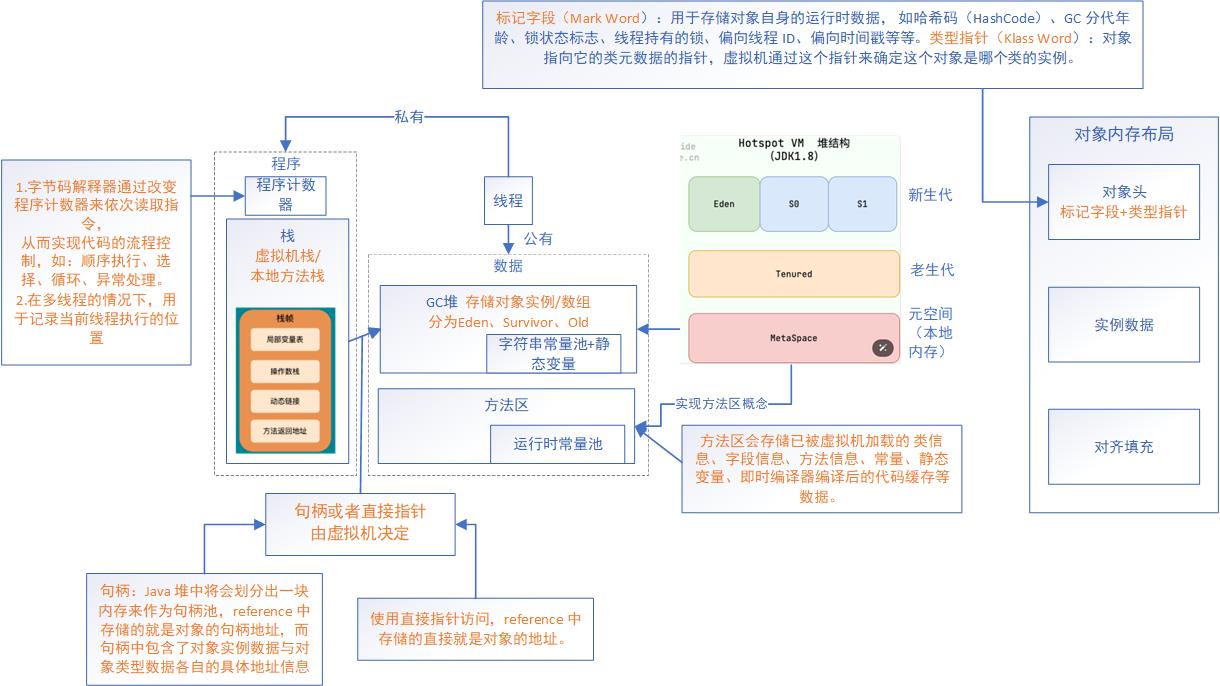 标记字段（Mark Word）：用于存储对象自身的运行时数据， 如哈希码（HashCode）、GC 分代年
龄、锁状态标志、线程持有的锁、偏向线程 ID、偏向时间戳等等。类型指针（Klass Word）：对象
指向它的类元数据的指针，虚拟机通过这个指针来确定这个对象是哪个类的实例。
私有
程序
程序计数
器
1.字节码解释器通过改变
程序计数器来依次读取指
令，
从而实现代码的流程控
制，如：顺序执行、选
择、循环、异常处理。
2.在多线程的情况下，用
于记录当前线程执行的位
置
栈
虚拟机栈/
本地方法栈
栈帧
局部变量表
操作数栈
动态链接
方法返回地址
线程
公有
数据
GC堆 存储对象实例/数组
分为Eden、Survivor、Old
字符串常量池+静
态变量
方法区
运行时常量池
ide
e.cn
Hotspot VM 堆结构
（JDK1.8）
Eden
S0
S1
新生代
Tenured
老生代
MetaSpace
元空间
（本地
内存）
实现方法区概念
方法区会存储已被虚拟机加载的 类信
息、字段信息、方法信息、常量、静态
变量、即时编译器编译后的代码缓存等
数据。
对象内存布局
对象头
标记字段+类型指针
实例数据
对齐填充
句柄或者直接指针
由虚拟机决定
句柄：Java 堆中将会划分出一块
内存来作为句柄池，reference 中
存储的就是对象的句柄地址，而
句柄中包含了对象实例数据与对
象类型数据各自的具体地址信息
使用直接指针访问，reference 中
存储的直接就是对象的地址。